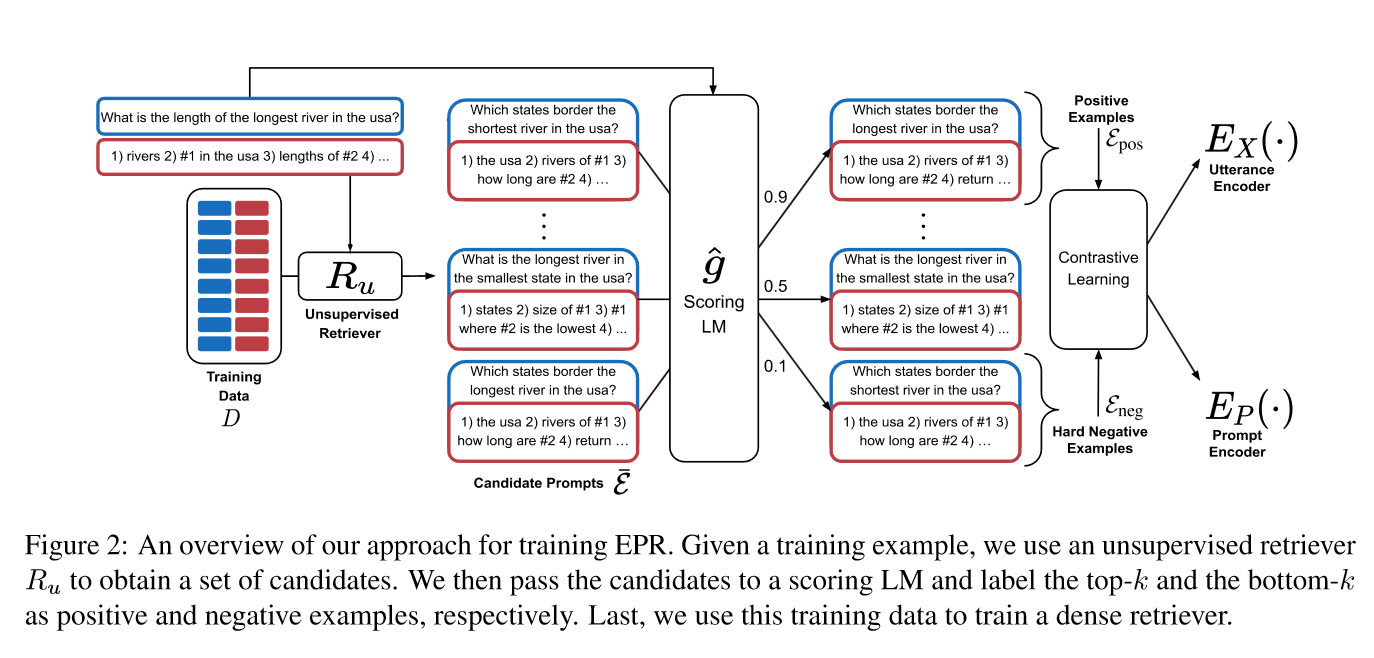 What is the length of the longest river in the usa?
1) rivers 2) #1 in the usa 3) lengths of #2 4) ...
Training
Data
D
R_u
Unsupervised
Retriever
Which states border the
shortest river in the usa?
1) the usa 2) rivers of #1 3)
how long are #2 4) …
⋮
What is the longest river in
the smallest state in the usa?
1) states 2) size of #1 3) #1
where #2 is the lowest 4) ...
Which states border the
longest river in the usa?
1) the usa 2) rivers of #1 3)
how long are #2 4) return …
Candidate Prompts ℰ̄
ĝ
Scoring
LM
0.9
0.5
0.1
Which states border the
longest river in the usa?
1) the usa 2) rivers of #1 3)
how long are #2 4) return …
⋮
What is the longest river in
the smallest state in the usa?
1) states 2) size of #1 3) #1
where #2 is the lowest 4) ...
Which states border the
shortest river in the usa?
1) the usa 2) rivers of #1 3)
how long are #2 4) …
Positive
Examples
ℰpos
Contrastive
Learning
ℰneg
Hard Negative
Examples
E_X(·)
Utterance
Encoder
E_P(·)
Prompt
Encoder
Figure 2: An overview of our approach for training EPR. Given a training example, we use an unsupervised retriever
R_u to obtain a set of candidates. We then pass the candidates to a scoring LM and label the top-k and the bottom-k
as positive and negative examples, respectively. Last, we use this training data to train a dense retriever.